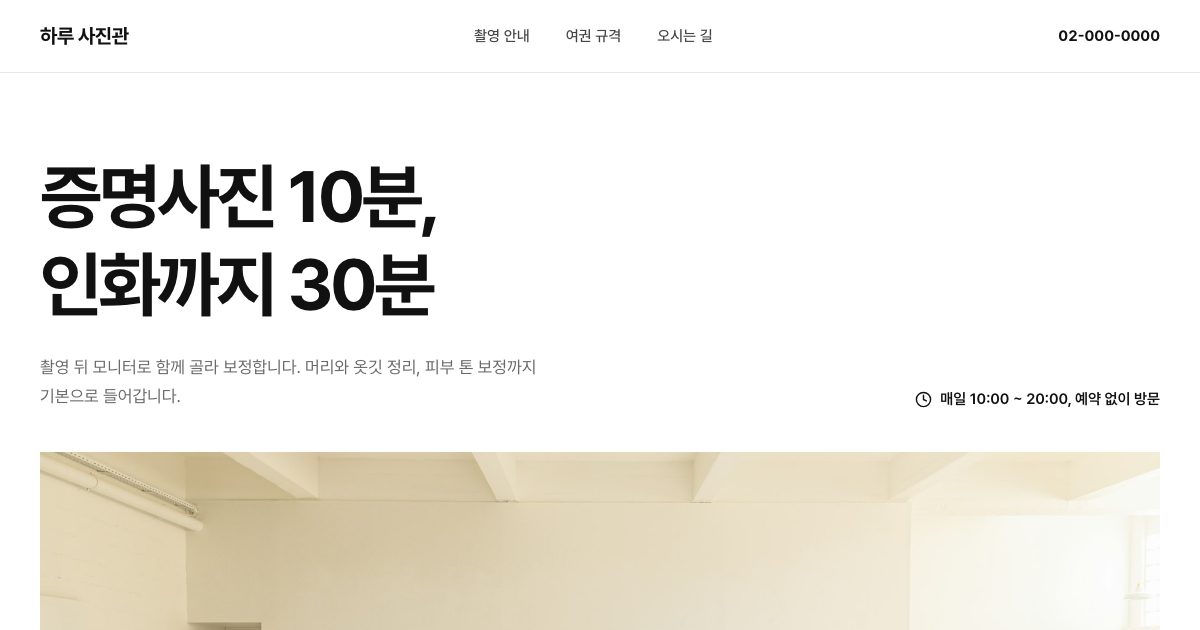 하루 사진관
촬영 안내
여권 규격
오시는 길
02-000-0000
증명사진 10분,
인화까지 30분
촬영 뒤 모니터로 함께 골라 보정합니다. 머리와 옷깃 정리, 피부 톤 보정까지
기본으로 들어갑니다.
매일 10:00 ~ 20:00, 예약 없이 방문